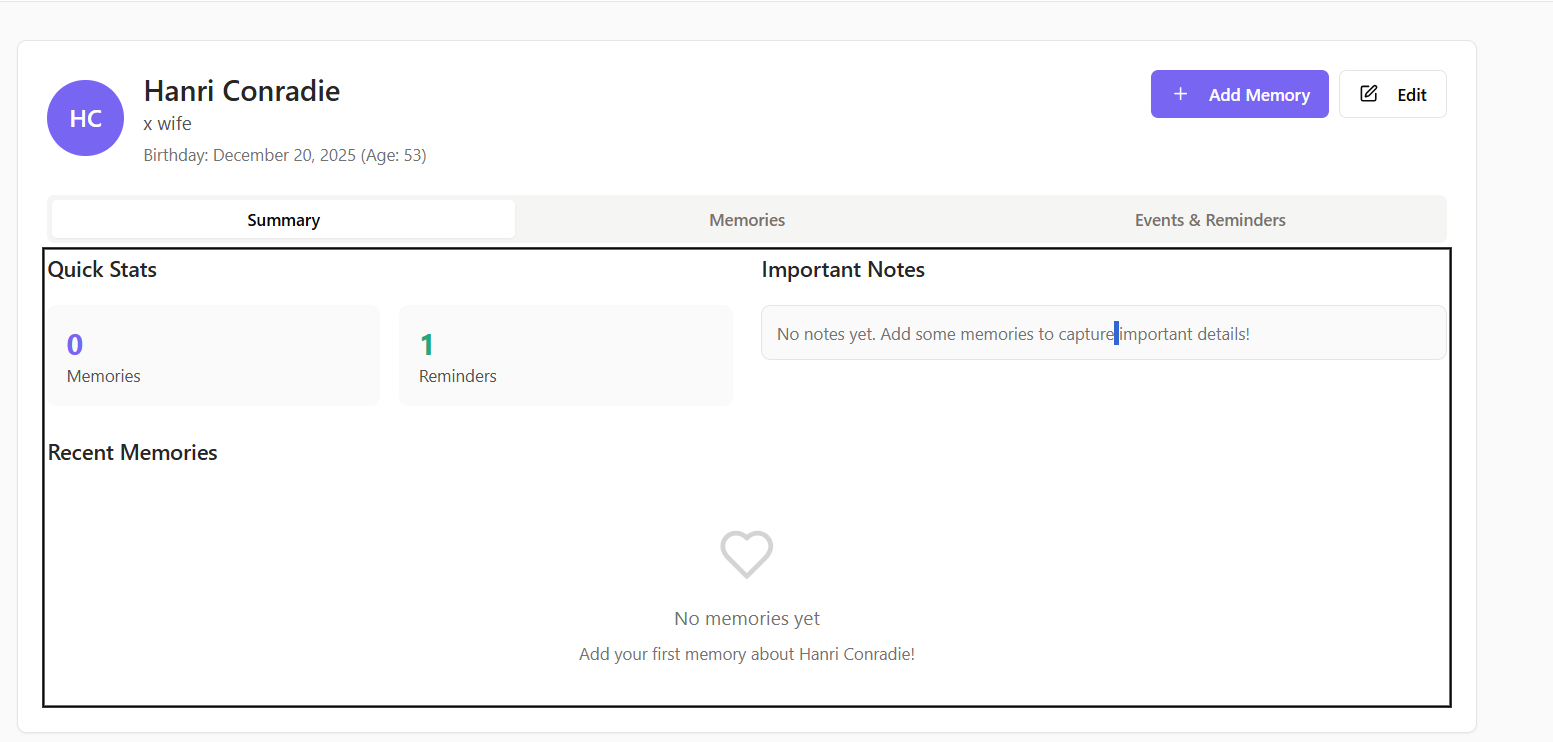 HC
Hanri Conradie
x wife
Birthday: December 20, 2025 (Age: 53)
+ Add Memory
Edit
Summary
Memories
Events & Reminders
Quick Stats
0
Memories
1
Reminders
Important Notes
No notes yet. Add some memories to capture important details!
Recent Memories
No memories yet
Add your first memory about Hanri Conradie!